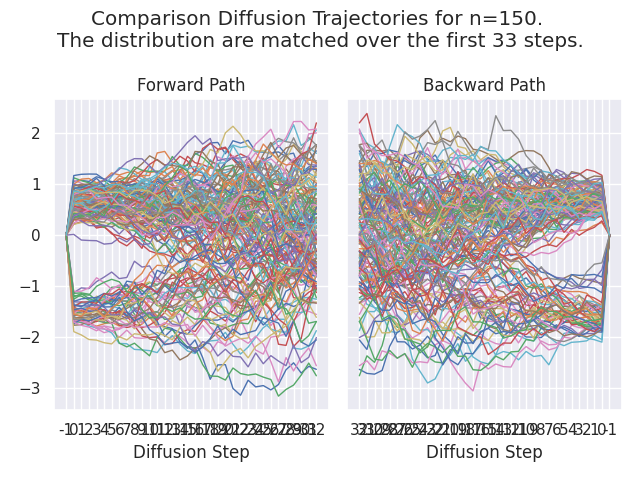 Comparison Diffusion Trajectories for n=150.
The distribution are matched over the first 33 steps.
Forward Path
Backward Path
2
1
0
−1
−2
−3
Diffusion Step
Diffusion Step